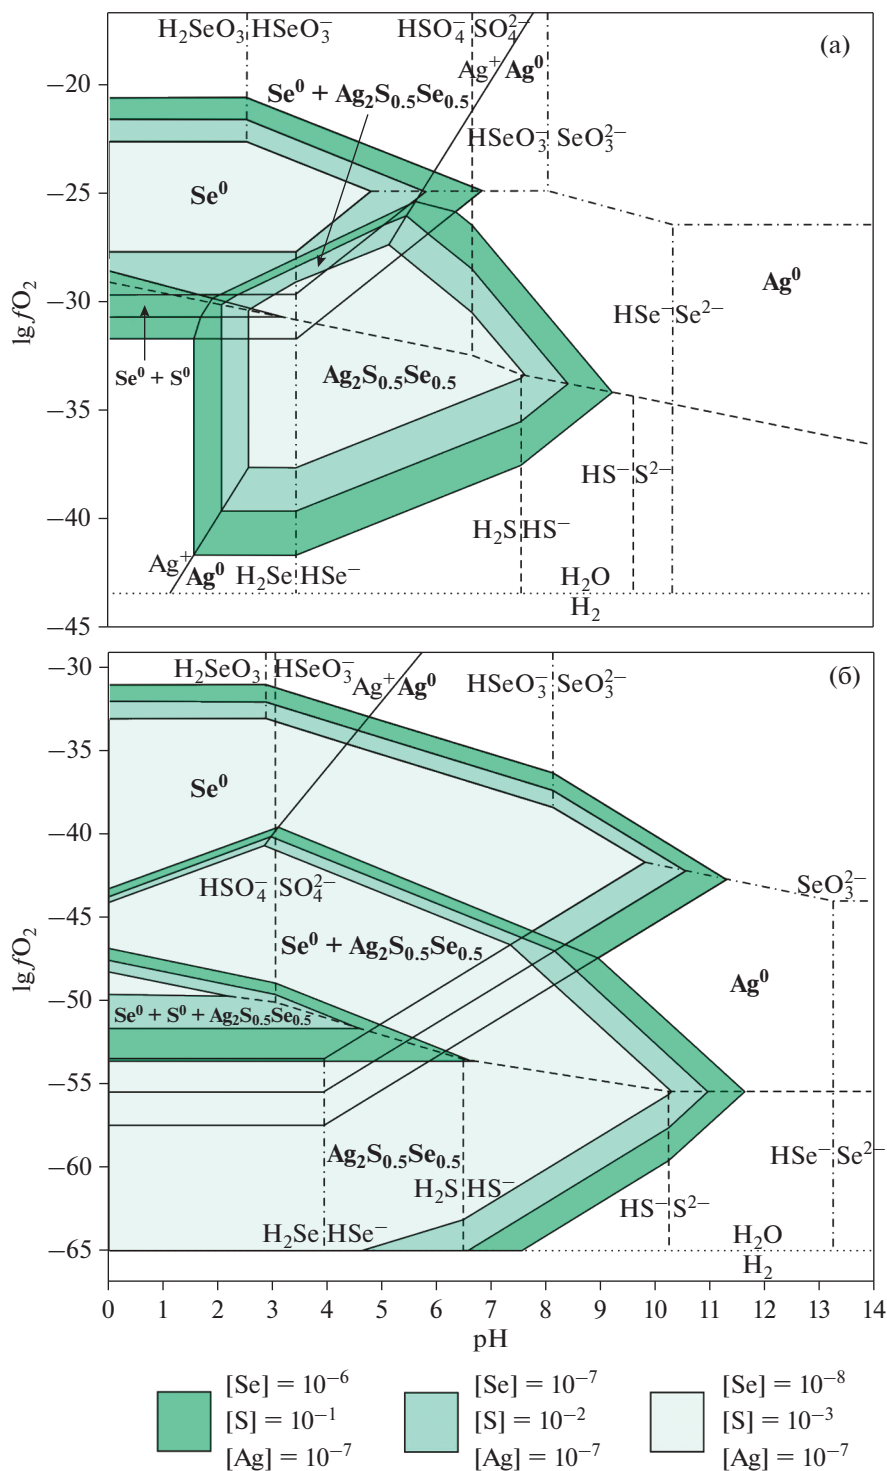 H₂SeO₃ HSeO₃⁻ HSO₄⁻ SO₄²⁻ (а)
Ag⁺ Ag⁰
Se⁰ + Ag₂S₀.₅Se₀.₅
−20
HSeO₃⁻ SeO₃²⁻
Se⁰
−25
Ag⁰
−30
HSe⁻ Se²⁻
lg fO₂
Se⁰ + S⁰
Ag₂S₀.₅Se₀.₅
−35
HS⁻ S²⁻
−40
H₂S HS⁻
Ag⁺ Ag⁰
H₂Se HSe⁻
H₂O
H₂
−45
−30
H₂SeO₃ HSeO₃⁻ Ag⁺ Ag⁰ HSeO₃⁻ SeO₃²⁻ (б)
−35
Se⁰
−40
HSO₄⁻ SO₄²⁻
SeO₃²⁻
−45
Se⁰ + Ag₂S₀.₅Se₀.₅
lg fO₂
Ag⁰
−50
Se⁰ + S⁰ + Ag₂S₀.₅Se₀.₅
−55
Ag₂S₀.₅Se₀.₅
HSe⁻ Se²⁻
−60
H₂S HS⁻
HS⁻ S²⁻
H₂Se HSe⁻
H₂O
−65
H₂
0 1 2 3 4 5 6 7 8 9 10 11 12 13 14
pH
[Se] = 10⁻⁶ [Se] = 10⁻⁷ [Se] = 10⁻⁸
[S] = 10⁻¹ [S] = 10⁻² [S] = 10⁻³
[Ag] = 10⁻⁷ [Ag] = 10⁻⁷ [Ag] = 10⁻⁷